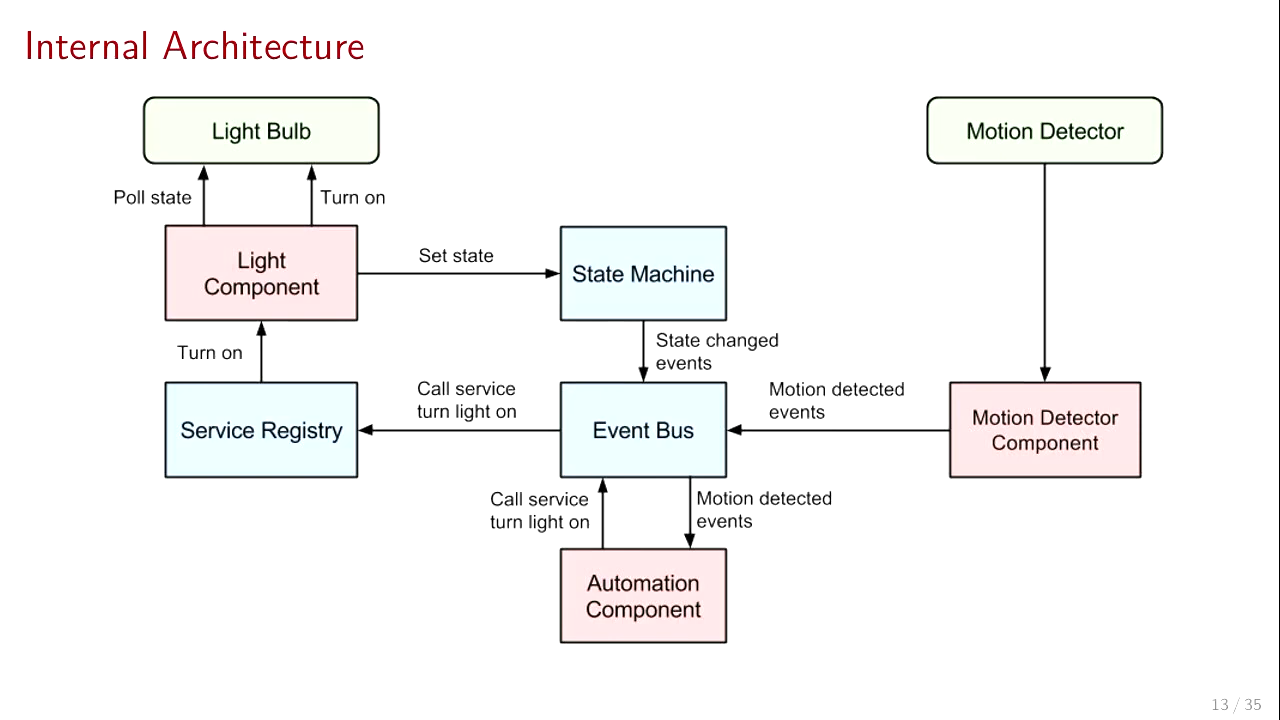 Internal Architecture
Light Bulb
Motion Detector
Poll state
Turn on
Light
Component
Set state
State Machine
Turn on
State changed
events
Call service
turn light on
Motion detected
events
Service Registry
Event Bus
Motion Detector
Component
Call service
turn light on
Motion detected
events
Automation
Component
13 / 35